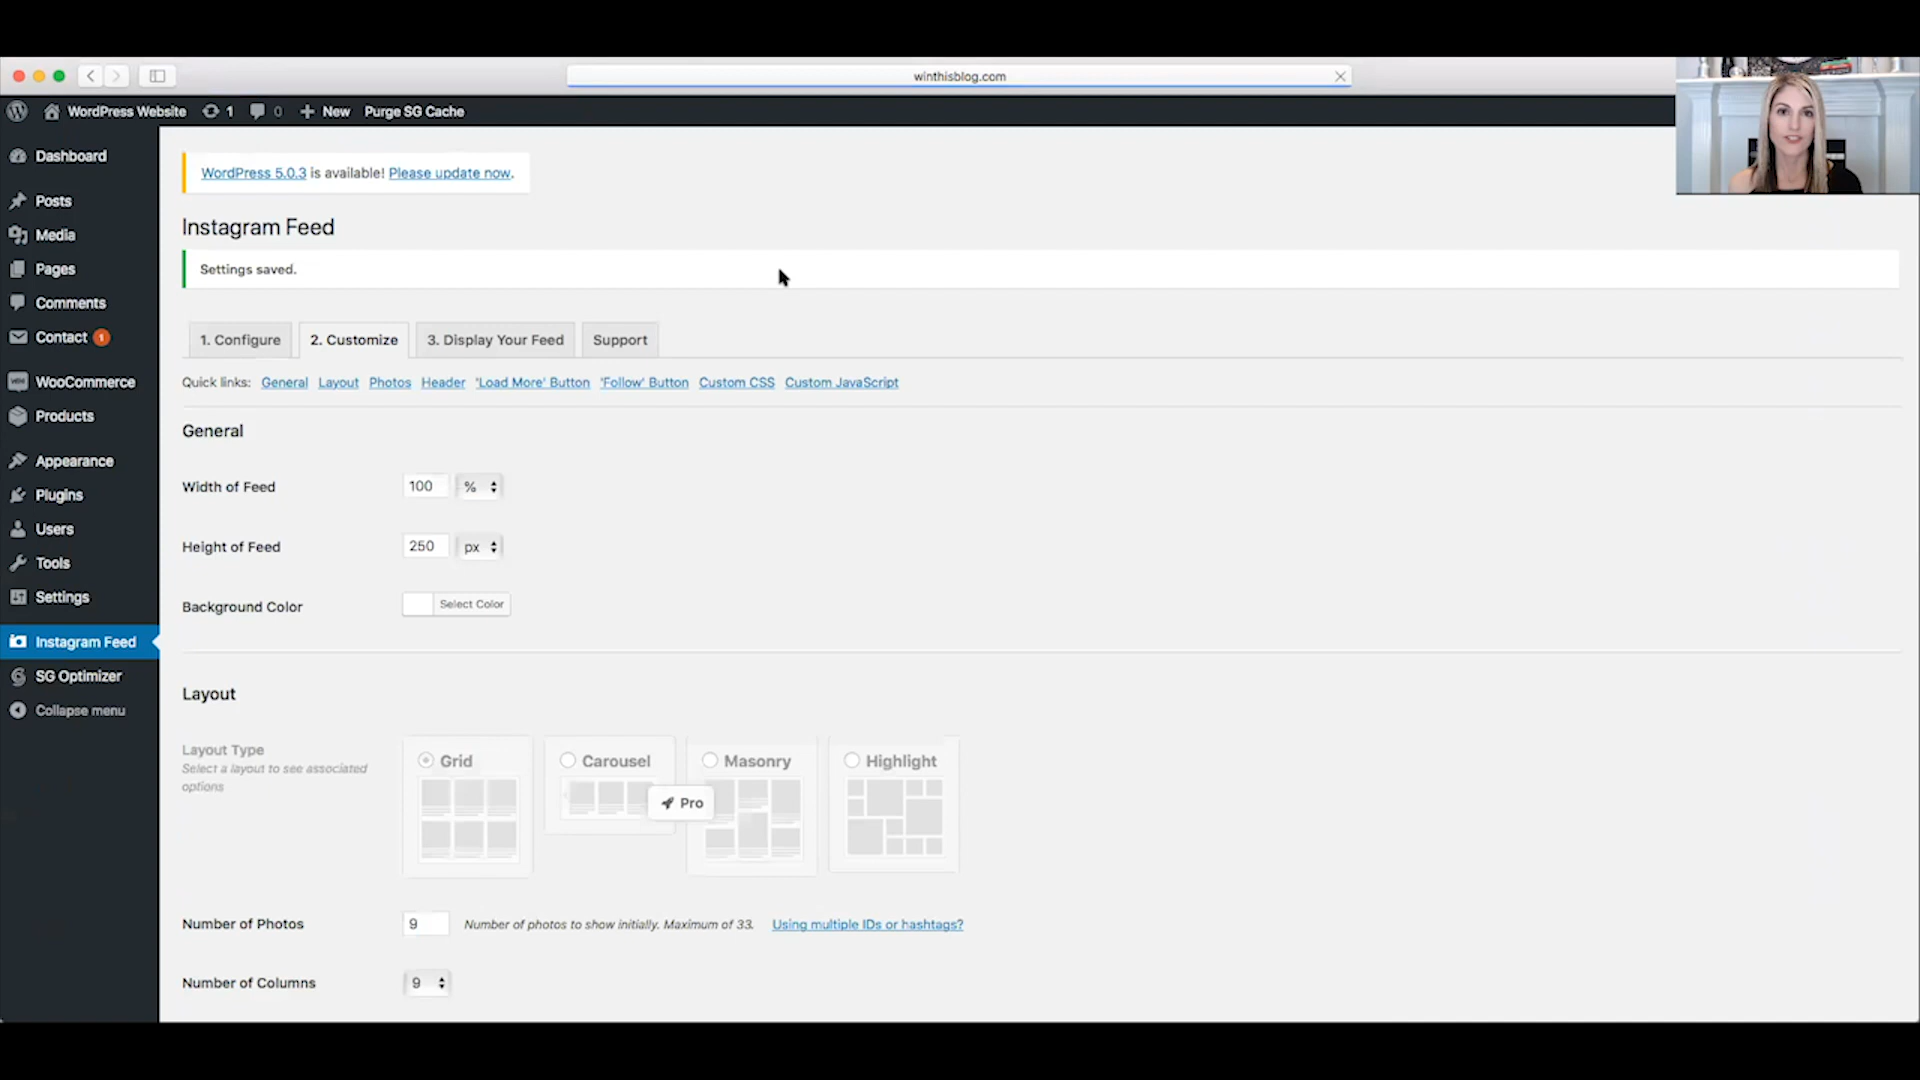 winthisblog.com
WordPress Website 1 0 New Purge SG Cache
Dashboard
Posts
Media
Pages
Comments
Contact 1
WooCommerce
Products
Appearance
Plugins
Users
Tools
Settings
Instagram Feed
SG Optimizer
Collapse menu
WordPress 5.0.3 is available! Please update now.
Instagram Feed
Settings saved.
1. Configure 2. Customize 3. Display Your Feed Support
Quick links: General Layout Photos Header 'Load More' Button 'Follow' Button Custom CSS Custom JavaScript
General
Width of Feed 100 %
Height of Feed 250 px
Background Color Select Color
Layout
Layout Type
Select a layout to see associated
options
Grid Carousel Masonry Highlight
Pro
Number of Photos 9 Number of photos to show initially. Maximum of 33. Using multiple IDs or hashtags?
Number of Columns 9